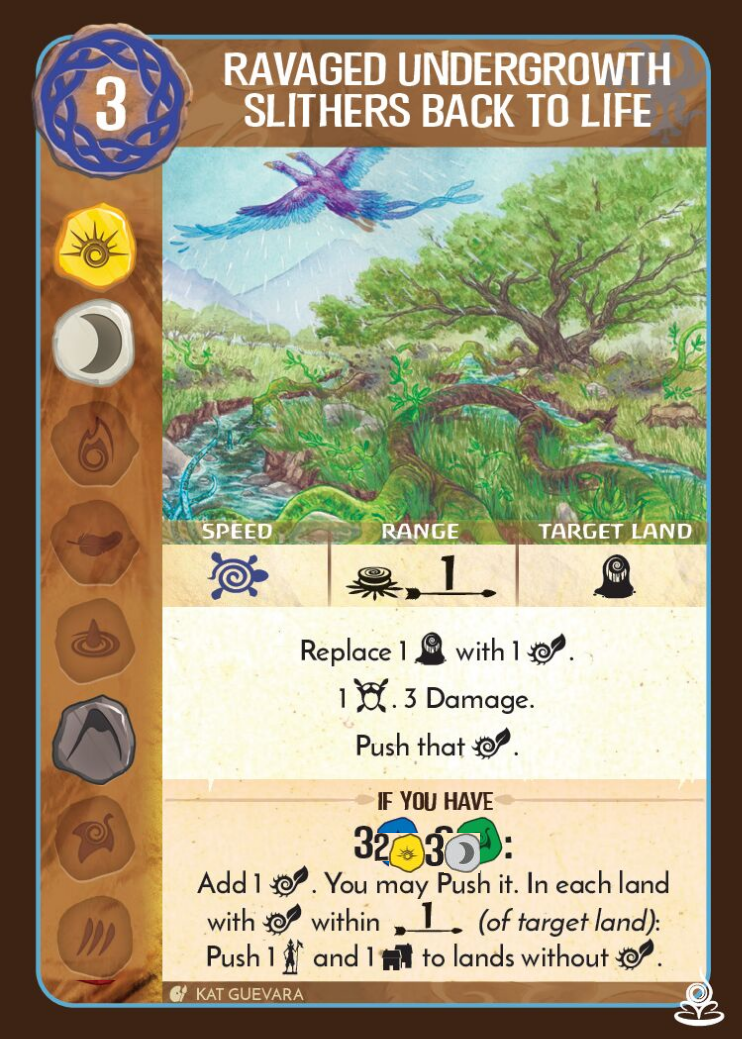 3
RAVAGED UNDERGROWTH
SLITHERS BACK TO LIFE
SPEED RANGE TARGET LAND
1
Replace 1 with 1 .
1 . 3 Damage.
Push that .
IF YOU HAVE
32 3 :
Add 1 . You may Push it. In each land
with within 1 (of target land):
Push 1 and 1 to lands without .
KAT GUEVARA